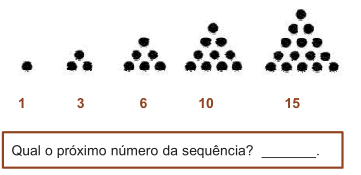 1 3 6 10 15
Qual o próximo número da sequência? _______.